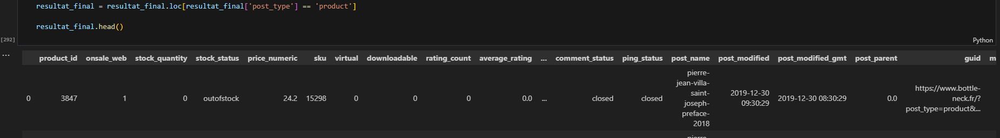 resultat_final = resultat_final.loc[resultat_final['post_type'] == 'product']
resultat_final.head()
[292]
Python
...
product_id onsale_web stock_quantity stock_status price_numeric sku virtual downloadable rating_count average_rating ... comment_status ping_status post_name post_modified post_modified_gmt post_parent guid m
0 3847 1 0 outofstock 24.2 15298 0 0 0 0.0 ... closed closed pierre-
jean-villa-
saint-
joseph-
preface-
2018 2019-12-30
09:30:29 2019-12-30 08:30:29 0.0 https://www.bottle-
neck.fr/?
post_type=product&...